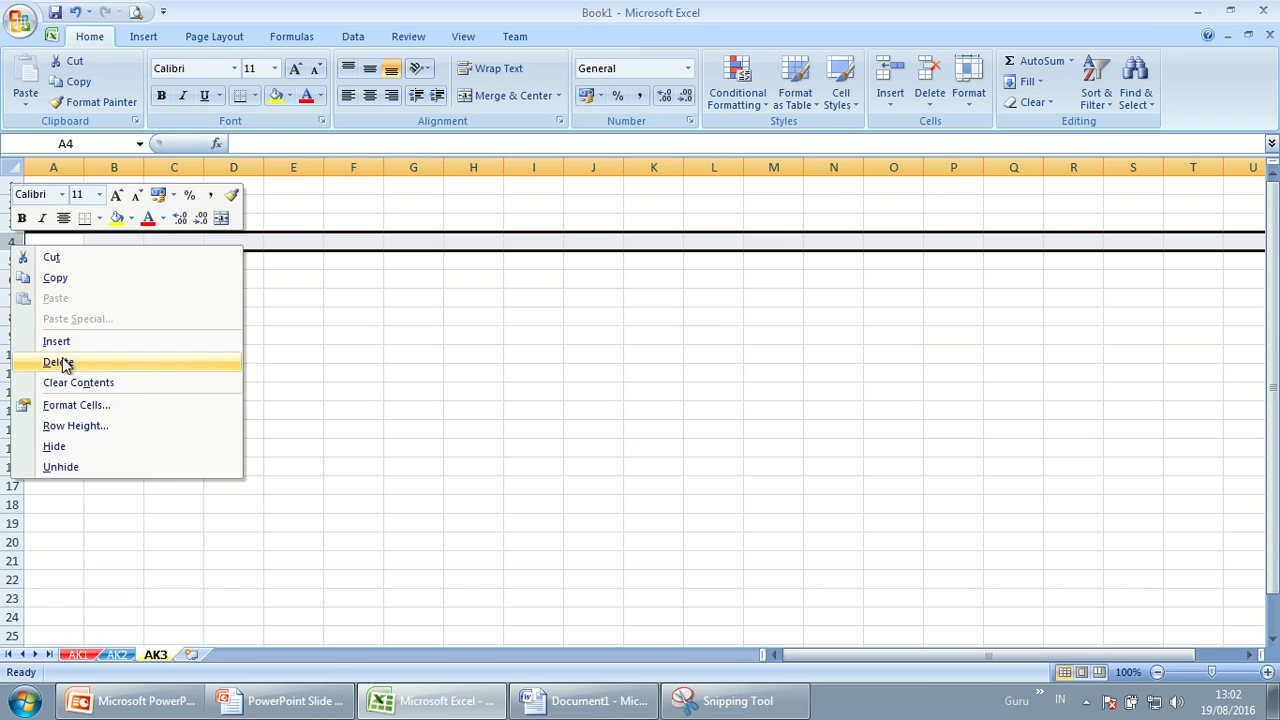 Book1 - Microsoft Excel
Home Insert Page Layout Formulas Data Review View Team
Paste Cut Copy Format Painter Clipboard
Calibri 11 B I U Font
Wrap Text Merge & Center Alignment
General % , Number
Conditional Formatting Format as Table Cell Styles Styles
Insert Delete Format Cells
AutoSum Fill Clear Sort & Filter Find & Select Editing
A4 fx
A B C D E F G H I J K L M N O P Q R S T U
Calibri 11 A A % ,
B I A
4
Cut
Copy
Paste
Paste Special...
Insert
Delete
Clear Contents
Format Cells...
Row Height...
Hide
Unhide
17
18
19
20
21
22
23
24
25
AK1 AK2 AK3
Ready 100%
Microsoft PowerP... PowerPoint Slide ... Microsoft Excel - ... Document1 - Mic... Snipping Tool Guru IN 13:02
19/08/2016